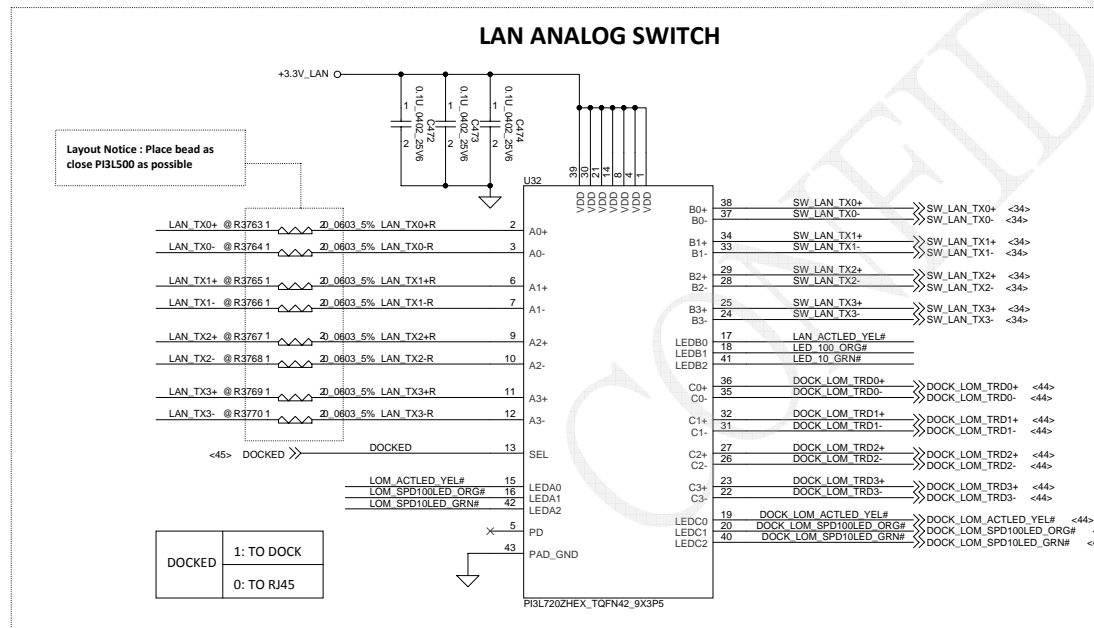 LAN ANALOG SWITCH
+3.3V_LAN
0.1U_0402_25V6
C472
0.1U_0402_25V6
C473
0.1U_0402_25V6
C474
1 1 1
2 2 2
Layout Notice : Place bead as
close PI3L500 as possible
U32
39 30 21 14 8 4 1
VDD VDD VDD VDD VDD VDD VDD
LAN_TX0+ @R3763 1 2 0_0603_5% LAN_TX0+R 2 A0+
LAN_TX0- @R3764 1 2 0_0603_5% LAN_TX0-R 3 A0-
LAN_TX1+ @R3765 1 2 0_0603_5% LAN_TX1+R 6 A1+
LAN_TX1- @R3766 1 2 0_0603_5% LAN_TX1-R 7 A1-
LAN_TX2+ @R3767 1 2 0_0603_5% LAN_TX2+R 9 A2+
LAN_TX2- @R3768 1 2 0_0603_5% LAN_TX2-R 10 A2-
LAN_TX3+ @R3769 1 2 0_0603_5% LAN_TX3+R 11 A3+
LAN_TX3- @R3770 1 2 0_0603_5% LAN_TX3-R 12 A3-
<45> DOCKED DOCKED 13 SEL
LOM_ACTLED_YEL# 15 LEDA0
LOM_SPD100LED_ORG# 16 LEDA1
LOM_SPD10LED_GRN# 42 LEDA2
5 PD
43 PAD_GND
B0+ 38 SW_LAN_TX0+ SW_LAN_TX0+ <34>
B0- 37 SW_LAN_TX0- SW_LAN_TX0- <34>
B1+ 34 SW_LAN_TX1+ SW_LAN_TX1+ <34>
B1- 33 SW_LAN_TX1- SW_LAN_TX1- <34>
B2+ 29 SW_LAN_TX2+ SW_LAN_TX2+ <34>
B2- 28 SW_LAN_TX2- SW_LAN_TX2- <34>
B3+ 25 SW_LAN_TX3+ SW_LAN_TX3+ <34>
B3- 24 SW_LAN_TX3- SW_LAN_TX3- <34>
LEDB0 17 LAN_ACTLED_YEL#
LEDB1 18 LED_100_ORG#
LEDB2 41 LED_10_GRN#
C0+ 36 DOCK_LOM_TRD0+ DOCK_LOM_TRD0+ <44>
C0- 35 DOCK_LOM_TRD0- DOCK_LOM_TRD0- <44>
C1+ 32 DOCK_LOM_TRD1+ DOCK_LOM_TRD1+ <44>
C1- 31 DOCK_LOM_TRD1- DOCK_LOM_TRD1- <44>
C2+ 27 DOCK_LOM_TRD2+ DOCK_LOM_TRD2+ <44>
C2- 26 DOCK_LOM_TRD2- DOCK_LOM_TRD2- <44>
C3+ 23 DOCK_LOM_TRD3+ DOCK_LOM_TRD3+ <44>
C3- 22 DOCK_LOM_TRD3- DOCK_LOM_TRD3- <44>
LEDC0 19 DOCK_LOM_ACTLED_YEL# DOCK_LOM_ACTLED_YEL# <44>
LEDC1 20 DOCK_LOM_SPD100LED_ORG# DOCK_LOM_SPD100LED_ORG#
LEDC2 40 DOCK_LOM_SPD10LED_GRN# DOCK_LOM_SPD10LED_GRN#
PI3L720ZHEX_TQFN42_9X3P5
DOCKED
1: TO DOCK
0: TO RJ45
CONFID